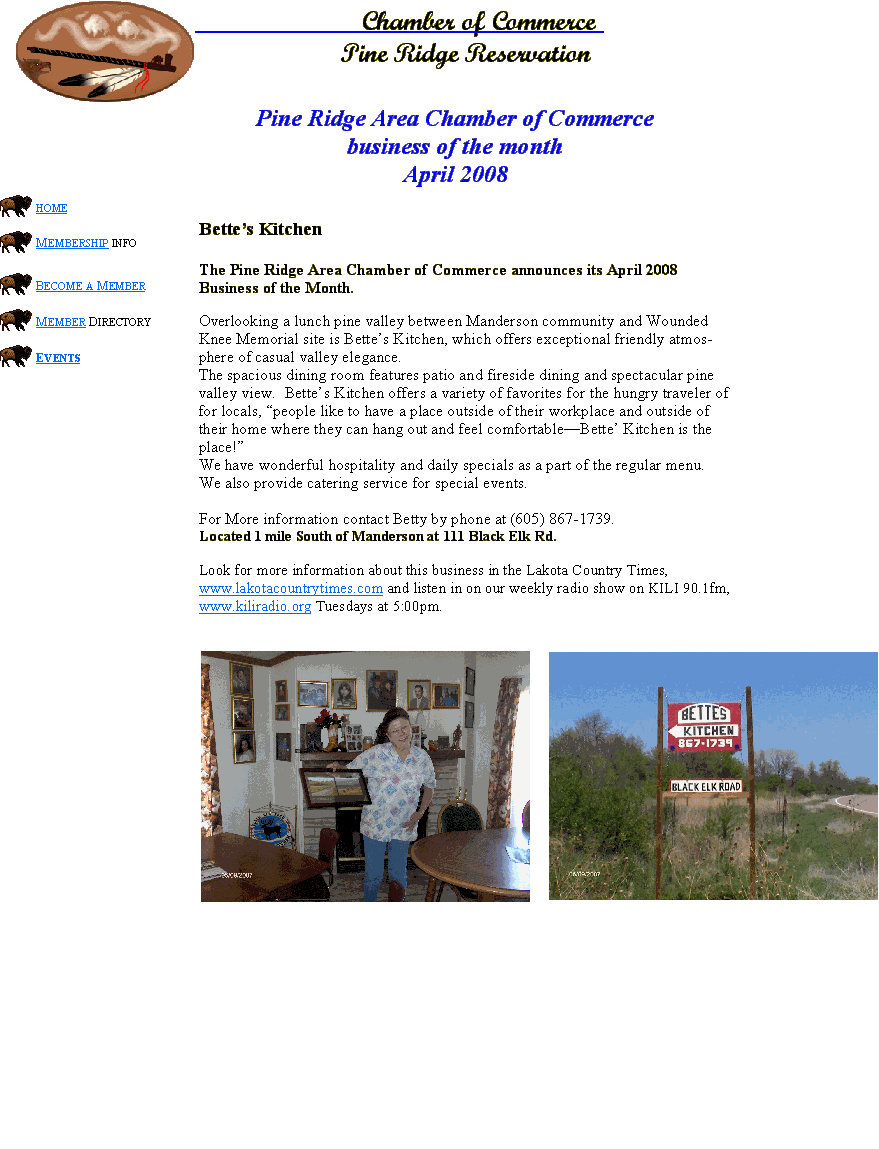 Chamber of Commerce
Pine Ridge Reservation
Pine Ridge Area Chamber of Commerce
business of the month
April 2008
HOME
MEMBERSHIP INFO
BECOME A MEMBER
MEMBER DIRECTORY
EVENTS
Bette’s Kitchen
The Pine Ridge Area Chamber of Commerce announces its April 2008
Business of the Month.
Overlooking a lunch pine valley between Manderson community and Wounded
Knee Memorial site is Bette’s Kitchen, which offers exceptional friendly atmos-
phere of casual valley elegance.
The spacious dining room features patio and fireside dining and spectacular pine
valley view.  Bette’s Kitchen offers a variety of favorites for the hungry traveler of
for locals, “people like to have a place outside of their workplace and outside of
their home where they can hang out and feel comfortable—Bette’ Kitchen is the
place!”
We have wonderful hospitality and daily specials as a part of the regular menu.
We also provide catering service for special events.
For More information contact Betty by phone at (605) 867-1739.
Located 1 mile South of Manderson at 111 Black Elk Rd.
Look for more information about this business in the Lakota Country Times,
www.lakotacountrytimes.com and listen in on our weekly radio show on KILI 90.1fm,
www.kiliradio.org Tuesdays at 5:00pm.
06/09/2007
BETTES
KITCHEN
867-1739
BLACK ELK ROAD
06/09/2007